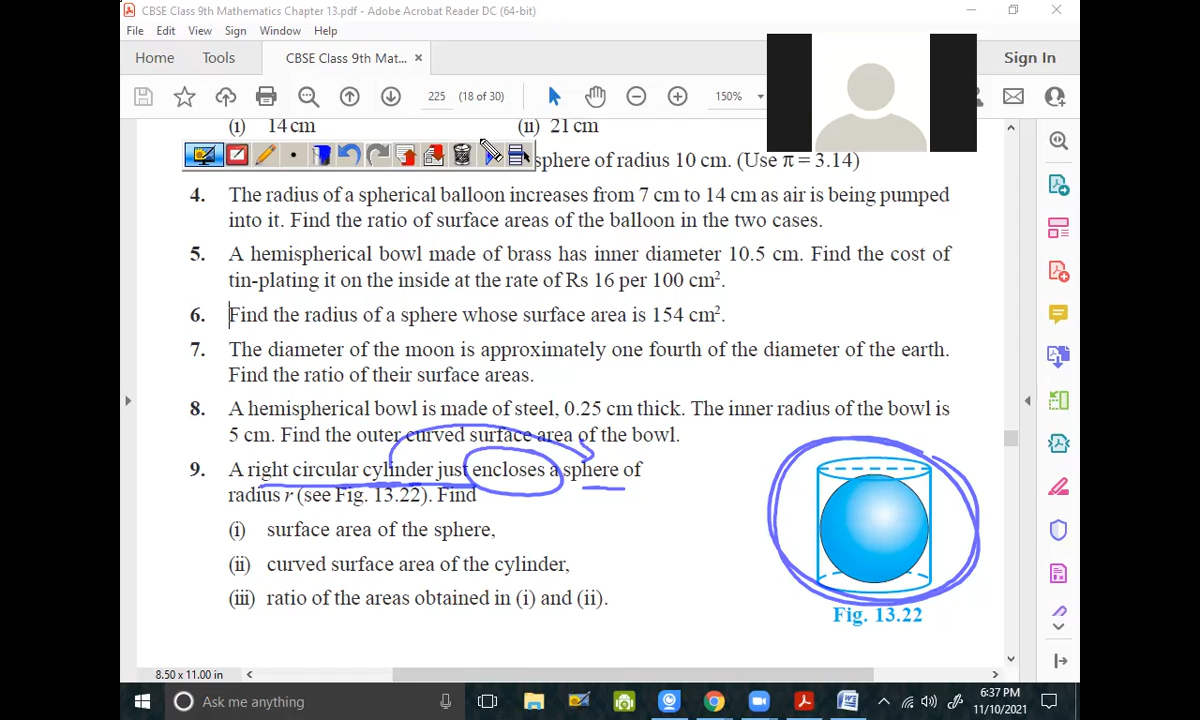 CBSE Class 9th Mathematics Chapter 13.pdf - Adobe Acrobat Reader DC (64-bit)
File Edit View Sign Window Help
Home Tools CBSE Class 9th Mat... × Sign In
225 (18 of 30) 150%
(i) 14 cm (ii) 21 cm
sphere of radius 10 cm. (Use π = 3.14)
4. The radius of a spherical balloon increases from 7 cm to 14 cm as air is being pumped
into it. Find the ratio of surface areas of the balloon in the two cases.
5. A hemispherical bowl made of brass has inner diameter 10.5 cm. Find the cost of
tin-plating it on the inside at the rate of Rs 16 per 100 cm².
6. Find the radius of a sphere whose surface area is 154 cm².
7. The diameter of the moon is approximately one fourth of the diameter of the earth.
Find the ratio of their surface areas.
8. A hemispherical bowl is made of steel, 0.25 cm thick. The inner radius of the bowl is
5 cm. Find the outer curved surface area of the bowl.
9. A right circular cylinder just encloses a sphere of
radius r (see Fig. 13.22). Find
(i) surface area of the sphere,
(ii) curved surface area of the cylinder,
(iii) ratio of the areas obtained in (i) and (ii).
Fig. 13.22
8.50 x 11.00 in
Ask me anything
6:37 PM
11/10/2021